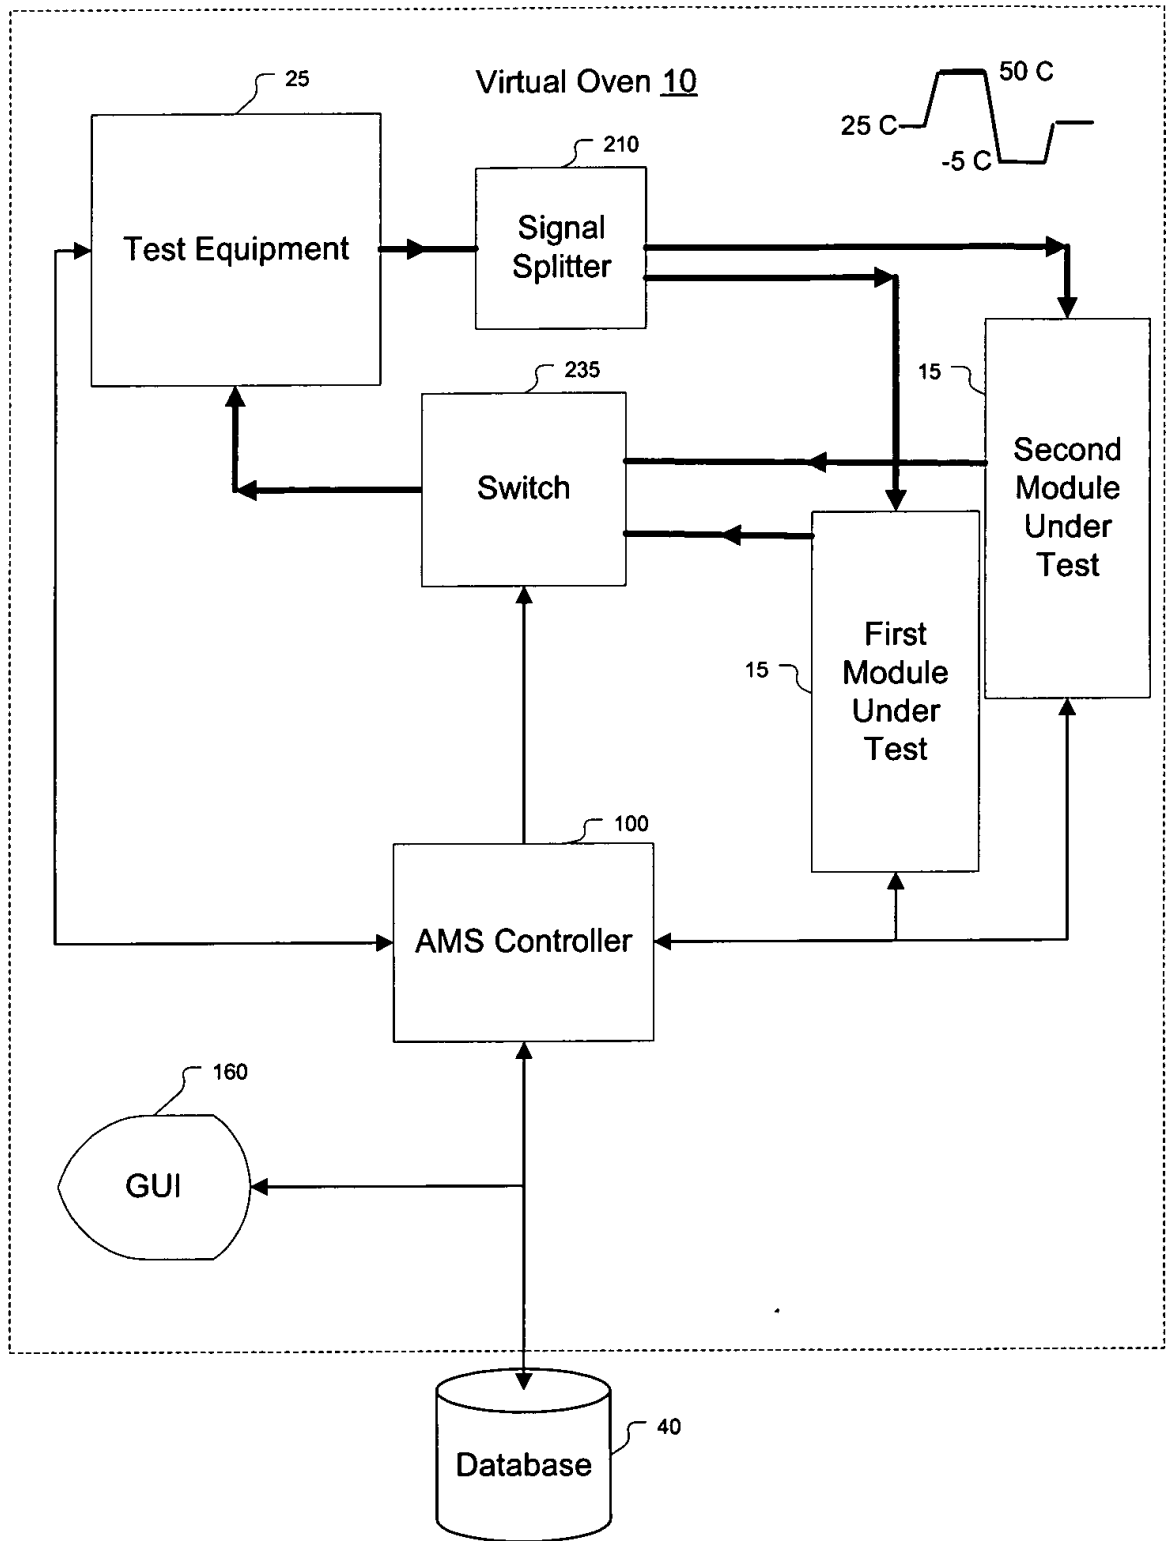 Virtual Oven 10
25
50 C
25 C
-5 C
210
Test Equipment
Signal
Splitter
235
15
Switch
Second
Module
Under
Test
15
First
Module
Under
Test
100
AMS Controller
160
GUI
40
Database